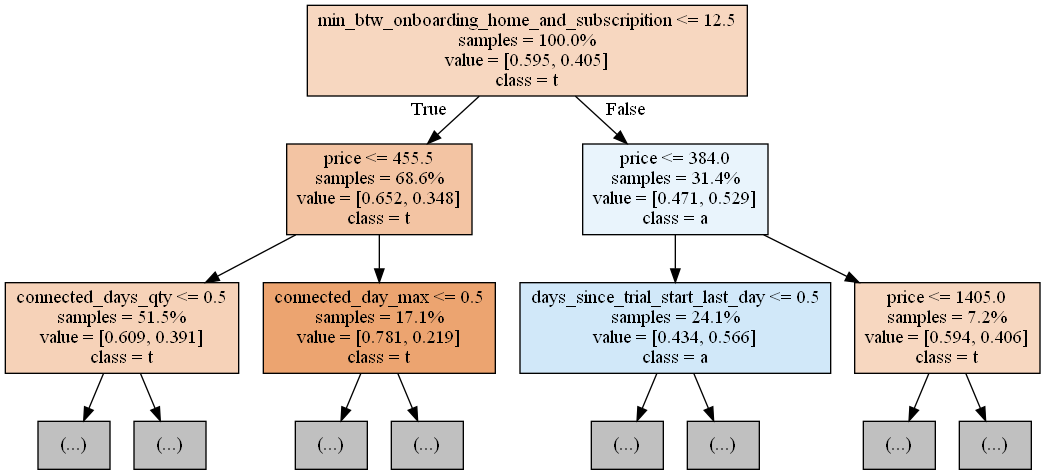 min_btw_onboarding_home_and_subscripition <= 12.5
samples = 100.0%
value = [0.595, 0.405]
class = t
True
False
price <= 455.5
samples = 68.6%
value = [0.652, 0.348]
class = t
price <= 384.0
samples = 31.4%
value = [0.471, 0.529]
class = a
connected_days_qty <= 0.5
samples = 51.5%
value = [0.609, 0.391]
class = t
connected_day_max <= 0.5
samples = 17.1%
value = [0.781, 0.219]
class = t
days_since_trial_start_last_day <= 0.5
samples = 24.1%
value = [0.434, 0.566]
class = a
price <= 1405.0
samples = 7.2%
value = [0.594, 0.406]
class = t
(...)
(...)
(...)
(...)
(...)
(...)
(...)
(...)